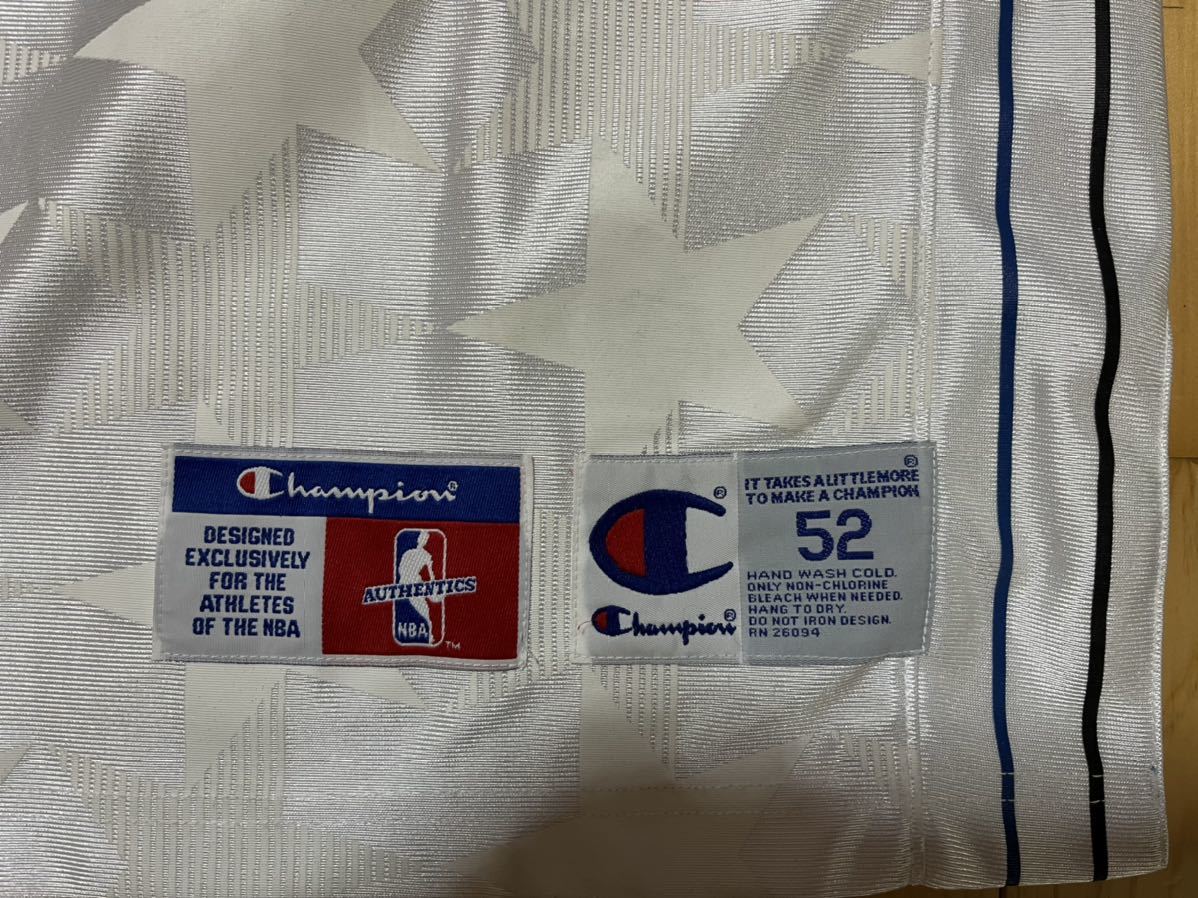 Champion®
DESIGNED
EXCLUSIVELY
FOR THE
ATHLETES
OF THE NBA
AUTHENTICS
NBA
™
®
Champion®
®
IT TAKES A LITTLE MORE
TO MAKE A CHAMPION
52
HAND WASH COLD.
ONLY NON-CHLORINE
BLEACH WHEN NEEDED.
HANG TO DRY.
DO NOT IRON DESIGN.
RN 26094